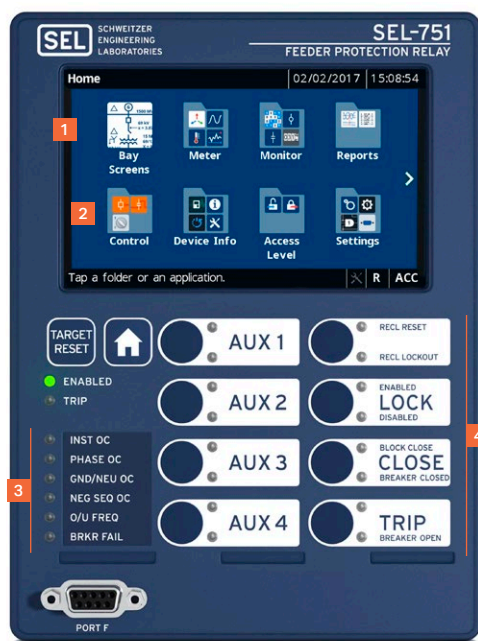 SEL SCHWEITZER
ENGINEERING
LABORATORIES
SEL-751
FEEDER PROTECTION RELAY
Home 02/02/2017 15:08:54
1
Bay
Screens
Meter
Monitor
Reports
2
Control
Device Info
Access
Level
Settings
Tap a folder or an application. R ACC
TARGET
RESET
ENABLED
TRIP
AUX 1
RECL RESET
RECL LOCKOUT
AUX 2
ENABLED
LOCK
DISABLED
3
INST OC
PHASE OC
GND/NEU OC
NEG SEQ OC
O/U FREQ
BRKR FAIL
AUX 3
BLOCK CLOSE
CLOSE
BREAKER CLOSED
4
AUX 4
TRIP
BREAKER OPEN
PORT F